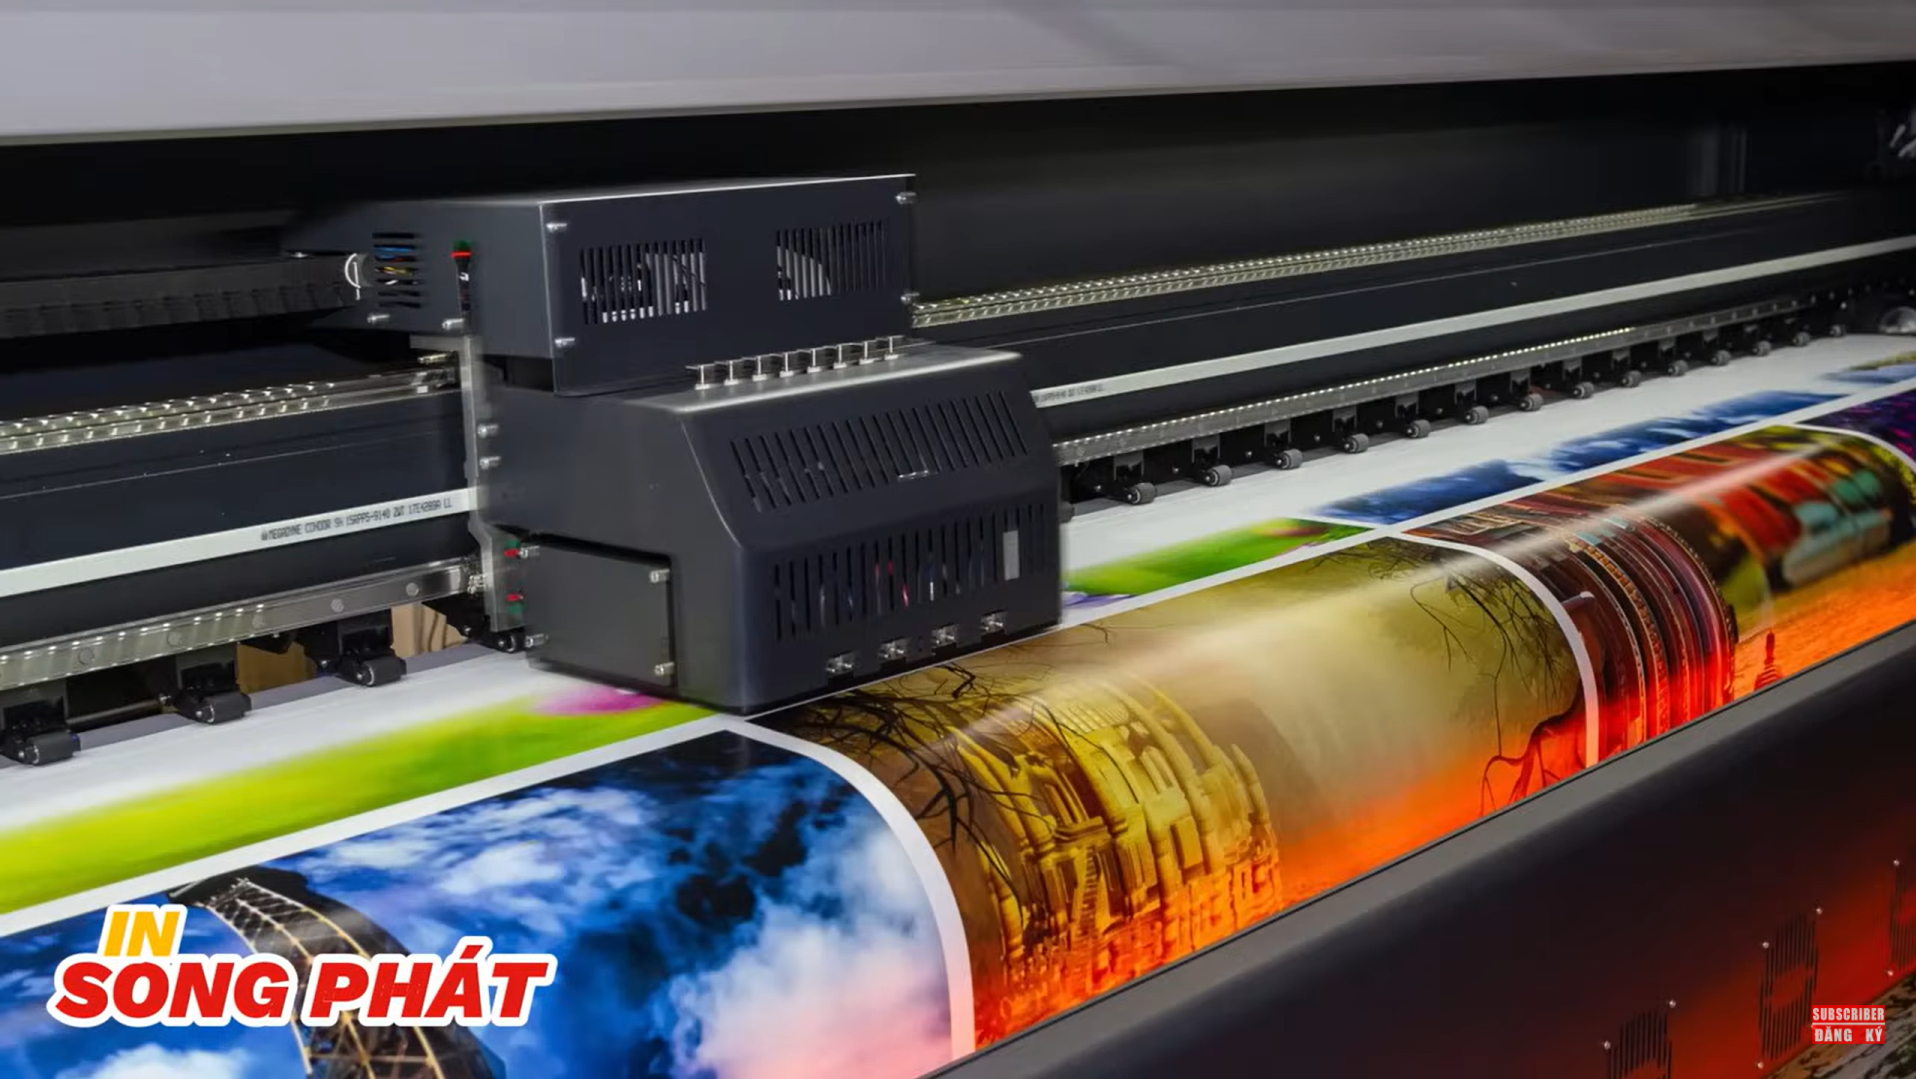 IN
SONG PHÁT
SUBSCRIBER
ĐĂNG KÝ